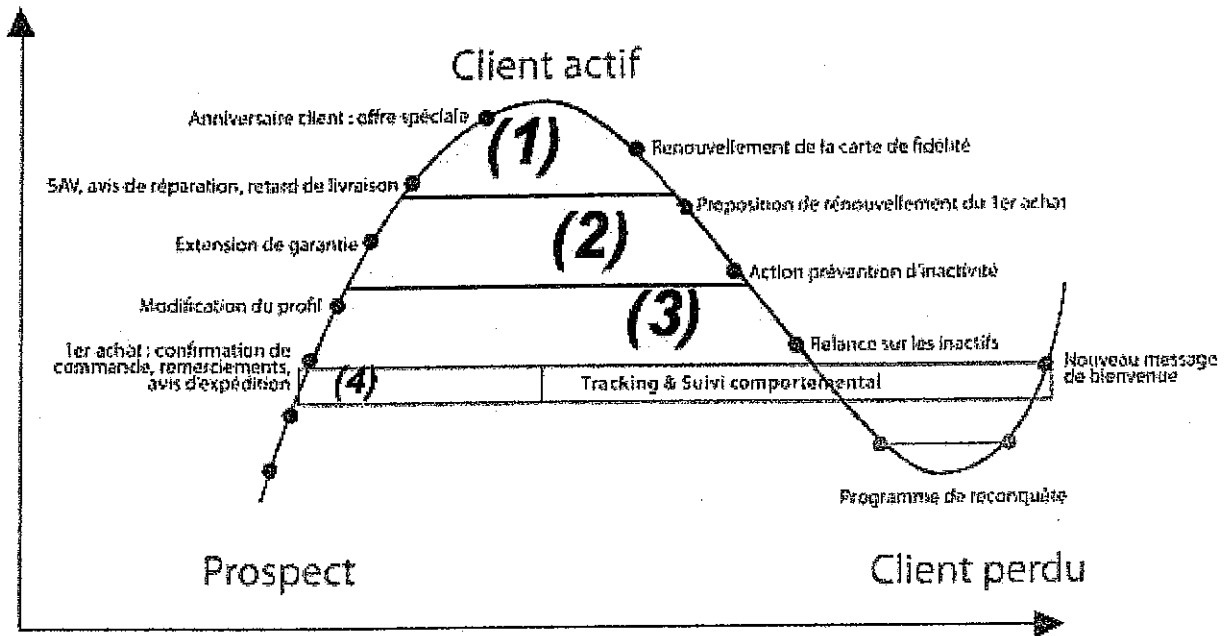 Client actif
Anniversaire client : offre spéciale
(1)
Renouvellement de la carte de fidélité
SAV, avis de réparation, retard de livraison
Proposition de rénouvellement du 1er achat
Extension de garantie
(2)
Action prévention d'inactivité
Modification du profil
(3)
1er achat : confirmation de
commande, remerciements,
avis d'expédition
Relance sur les inactifs
(4)
Tracking & Suivi comportemental
Nouveau message
de bienvenue
Programme de reconquête
Prospect
Client perdu